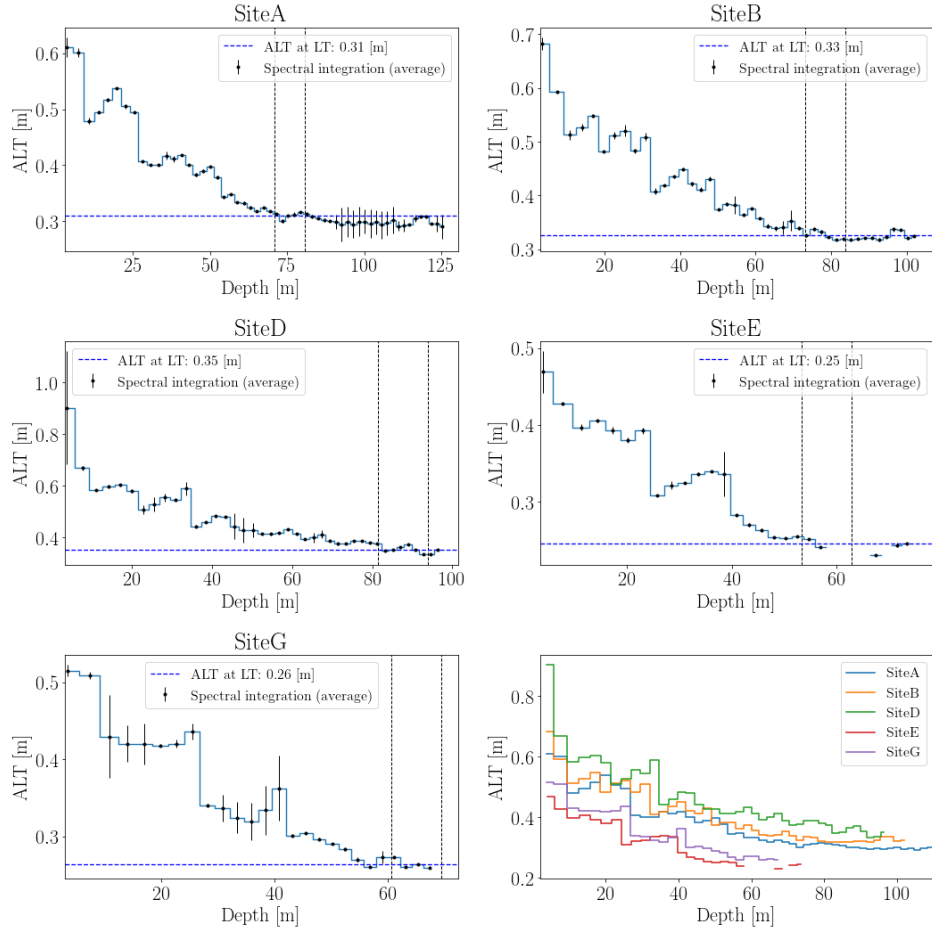 SiteA
ALT [m]
0.6
0.5
0.4
0.3
ALT at LT: 0.31 [m]
Spectral integration (average)
25 50 75 100 125
Depth [m]
SiteB
ALT [m]
0.7
0.6
0.5
0.4
0.3
ALT at LT: 0.33 [m]
Spectral integration (average)
20 40 60 80 100
Depth [m]
SiteD
ALT [m]
1.0
0.8
0.6
0.4
ALT at LT: 0.35 [m]
Spectral integration (average)
20 40 60 80 100
Depth [m]
SiteE
ALT [m]
0.5
0.4
0.3
ALT at LT: 0.25 [m]
Spectral integration (average)
20 40 60
Depth [m]
SiteG
ALT [m]
0.5
0.4
0.3
ALT at LT: 0.26 [m]
Spectral integration (average)
20 40 60
Depth [m]
ALT [m]
0.8
0.6
0.4
0.2
SiteA
SiteB
SiteD
SiteE
SiteG
20 40 60 80 100
Depth [m]